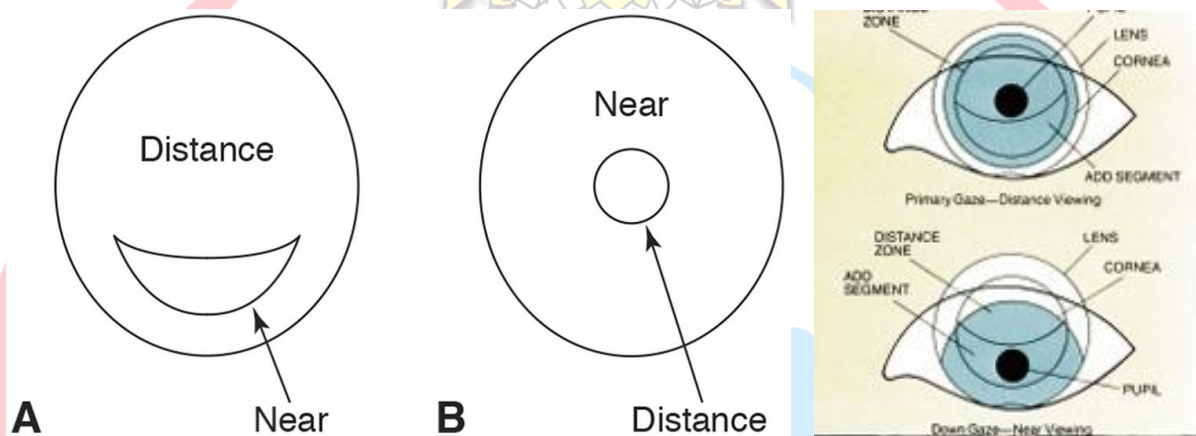 Distance
Near
A
Near
B
Distance
ZONE
LENS
CORNEA
ADD SEGMENT
Primary Gaze—Distance Viewing
DISTANCE
ZONE
LENS
ADD
SEGMENT
CORNEA
PUPIL
Down Gaze—Near Viewing